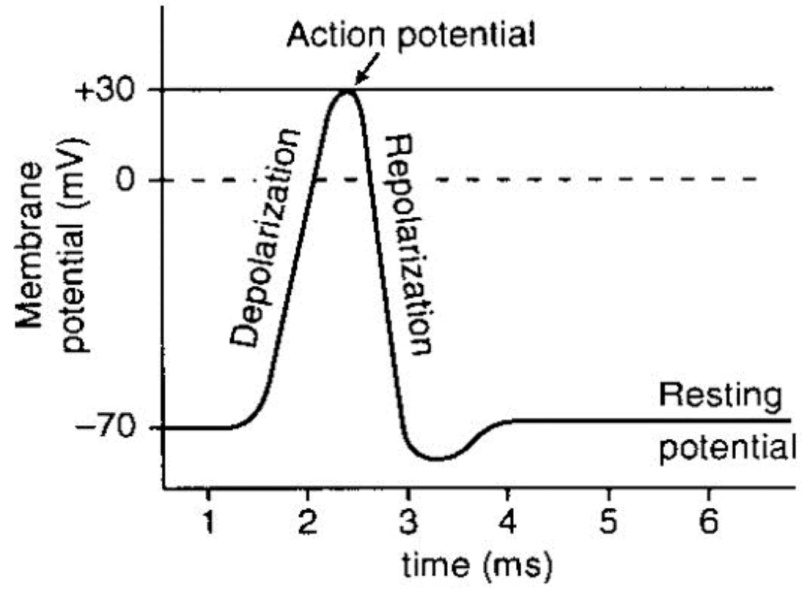 Action potential
+30
0
−70
Membrane
potential (mV)
Depolarization
Repolarization
Resting
potential
1 2 3 4 5 6
time (ms)